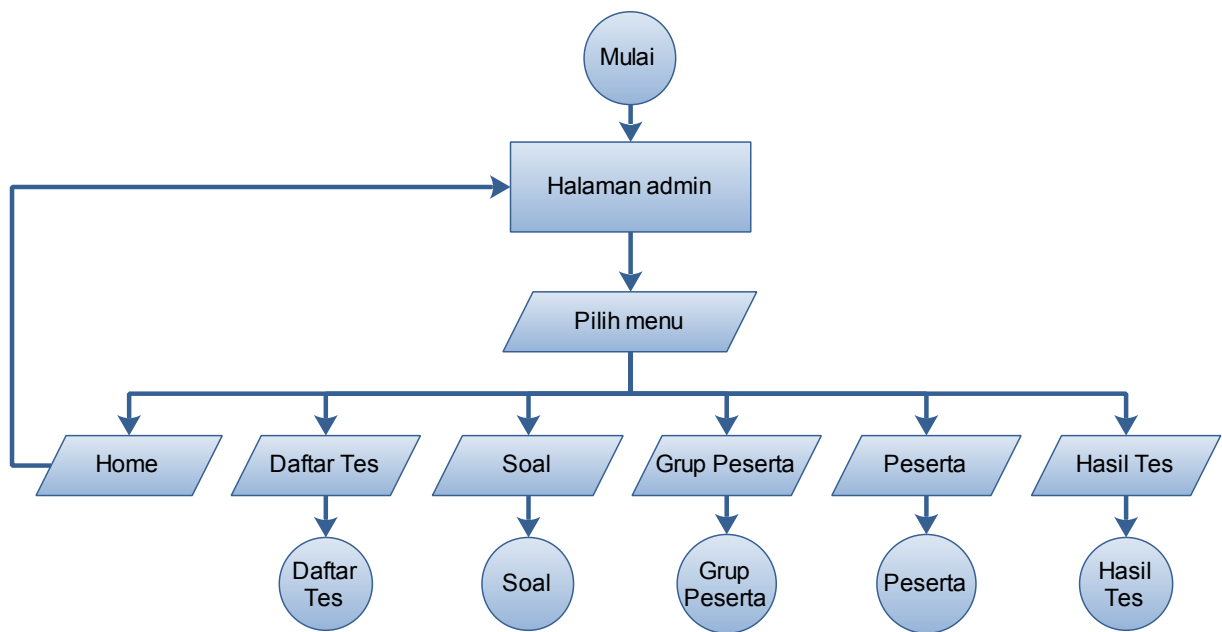 Mulai
Halaman admin
Pilih menu
Home
Daftar Tes
Soal
Grup Peserta
Peserta
Hasil Tes
Daftar
Tes
Soal
Grup
Peserta
Peserta
Hasil
Tes